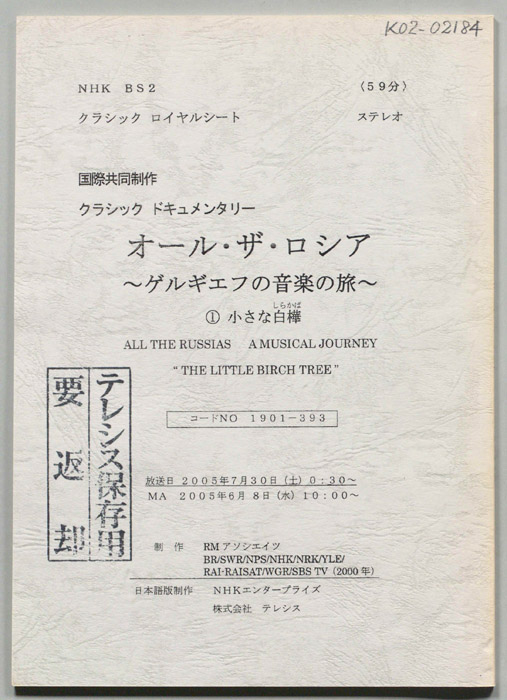 K02-02184
NHK BS2 〈59分〉
クラシック ロイヤルシート ステレオ
国際共同制作
クラシック ドキュメンタリー
オール・ザ・ロシア
～ゲルギエフの音楽の旅～
しらかば
① 小さな白樺
ALL THE RUSSIAS A MUSICAL JOURNEY
“ THE LITTLE BIRCH TREE ”
コードNO 1901－393
テレシス保存用
要返却
放送日 2005年7月30日（土）0：30～
MA 2005年6月 8日（水）10：00～
制 作 RMアソシエイツ
BR/SWR/NPS/NHK/NRK/YLE/
RAI-RAISAT/WGR/SBS TV（2000年）
日本語版制作 NHKエンタープライズ
株式会社 テレシス